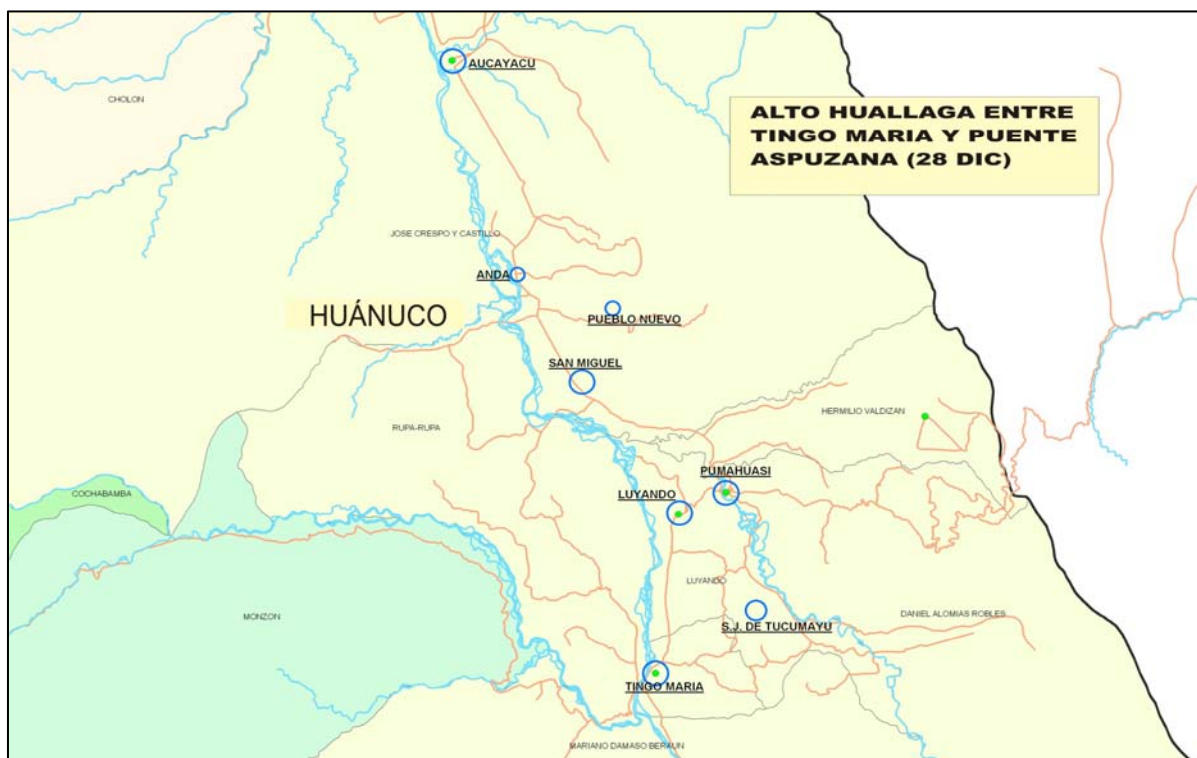 AUCAYACU
CHOLON
ALTO HUALLAGA ENTRE
TINGO MARIA Y PUENTE
ASPUZANA (28 DIC)
JOSE CRESPO Y CASTILLO
ANDA
HUÁNUCO
PUEBLO NUEVO
SAN MIGUEL
HERMILIO VALDIZAN
RUPA-RUPA
PUMAHUASI
COCHABAMBA
LUYANDO
LUYANDO
MONZON
DANIEL ALOMIAS ROBLES
S.J. DE TUCUMAYU
TINGO MARIA
MARIANO DAMASO BERAUN